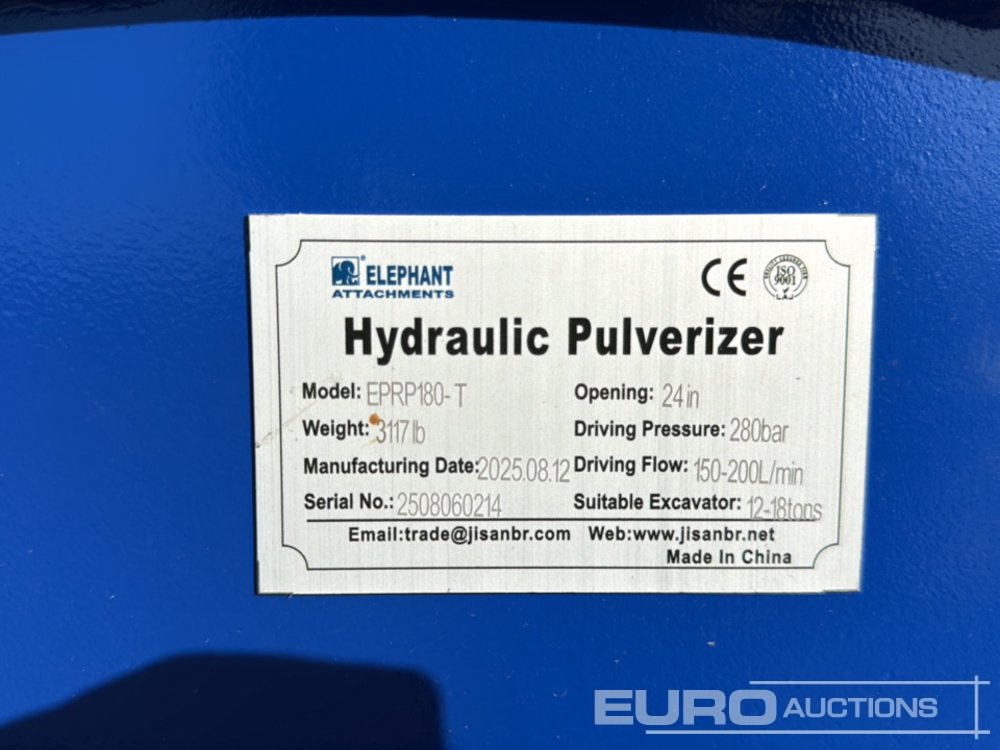 ELEPHANT
ATTACHMENTS
CE
ISO
9001
Hydraulic Pulverizer
Model: EPRP180-T
Opening: 24in
Weight: 3117lb
Driving Pressure: 280bar
Manufacturing Date: 2025.08.12
Driving Flow: 150-200L/min
Serial No.: 2508060214
Suitable Excavator: 12-18tons
Email:trade@jisanbr.com Web:www.jisanbr.net
Made In China
EURO AUCTIONS